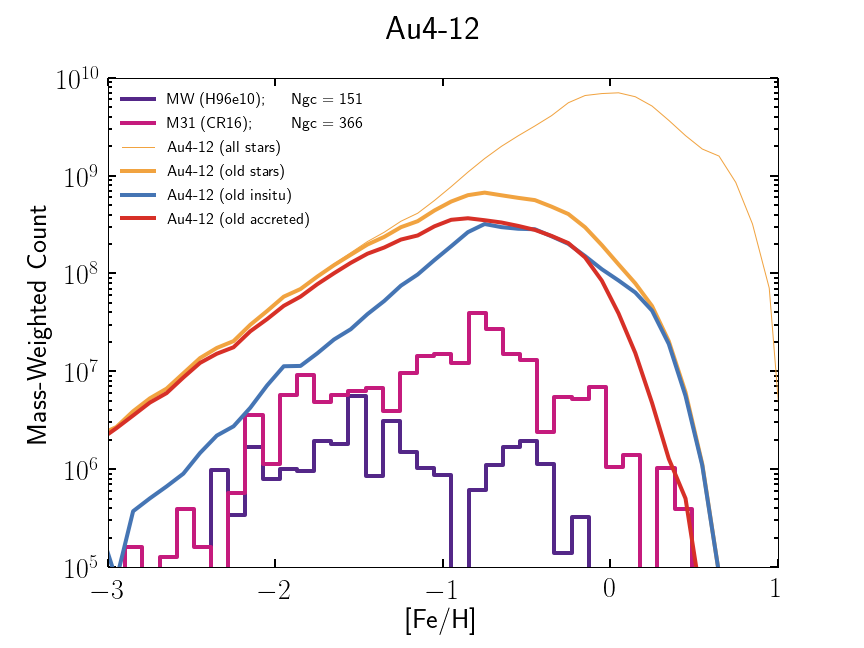 Au4-12
10^10
10^9
10^8
10^7
10^6
10^5
Mass-Weighted Count
MW (H96e10); Ngc = 151
M31 (CR16); Ngc = 366
Au4-12 (all stars)
Au4-12 (old stars)
Au4-12 (old insitu)
Au4-12 (old accreted)
−3 −2 −1 0 1
[Fe/H]